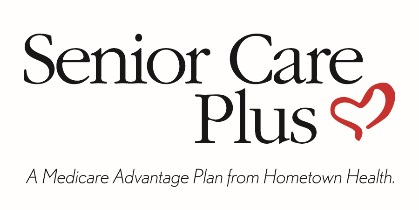 Senior Care
Plus
A Medicare Advantage Plan from Hometown Health.